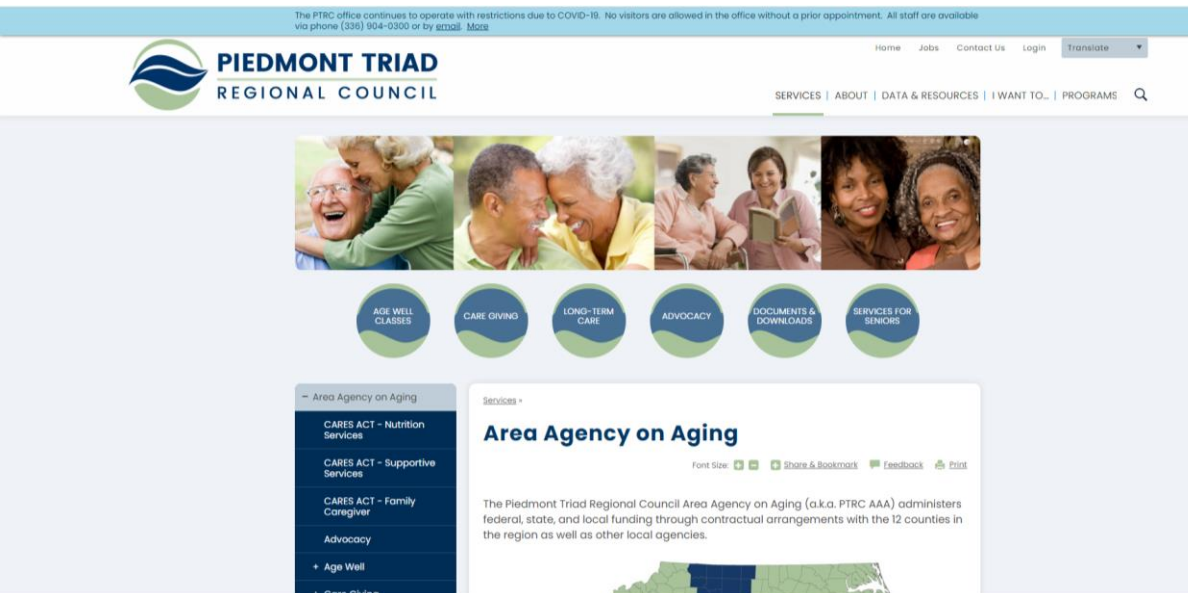 The PTRC office continues to operate with restrictions due to COVID-19. No visitors are allowed in the office without a prior appointment. All staff are available
via phone (336) 904-0300 or by email. More
Home Jobs Contact Us Login Translate
PIEDMONT TRIAD
REGIONAL COUNCIL
SERVICES | ABOUT | DATA & RESOURCES | I WANT TO... | PROGRAMS
AGE WELL
CLASSES
CARE GIVING
LONG-TERM
CARE
ADVOCACY
DOCUMENTS &
DOWNLOADS
SERVICES FOR
SENIORS
- Area Agency on Aging
CARES ACT - Nutrition
Services
CARES ACT - Supportive
Services
CARES ACT - Family
Caregiver
Advocacy
+ Age Well
+ Care Giving
Services »
Area Agency on Aging
Font Size: + - Share & Bookmark Feedback Print
The Piedmont Triad Regional Council Area Agency on Aging (a.k.a. PTRC AAA) administers
federal, state, and local funding through contractual arrangements with the 12 counties in
the region as well as other local agencies.